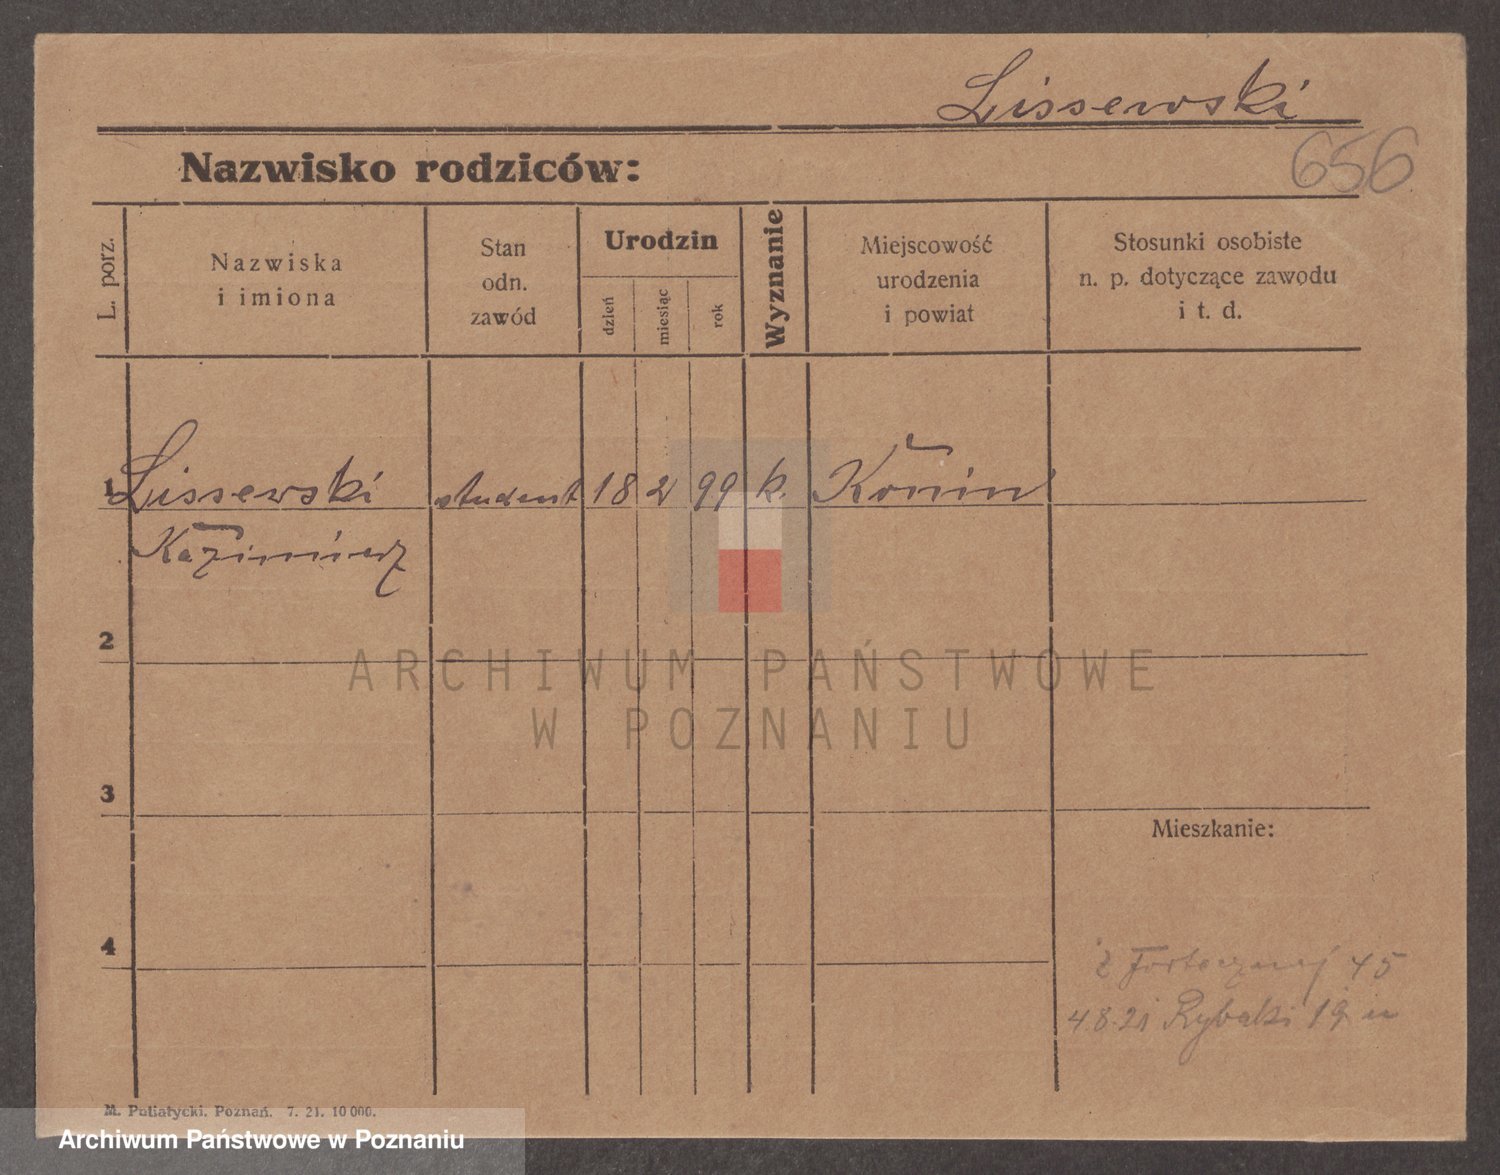 Lissewski
656
Nazwisko rodziców:
L. porz.
Nazwiska
i imiona
Stan
odn.
zawód
Urodzin
dzień
miesiąc
rok
Wyznanie
Miejscowość
urodzenia
i powiat
Stosunki osobiste
n. p. dotyczące zawodu
i t. d.
1 Lissewski student 18 2 99 k. Konin
Kazimierz
2
ARCHIWUM PAŃSTWOWE
W POZNANIU
3
Mieszkanie:
4
z Fortecznej 45
4 8 21 Rybaki 19
M. Putiatycki. Poznań. 7. 21. 10 000.
Archiwum Państwowe w Poznaniu